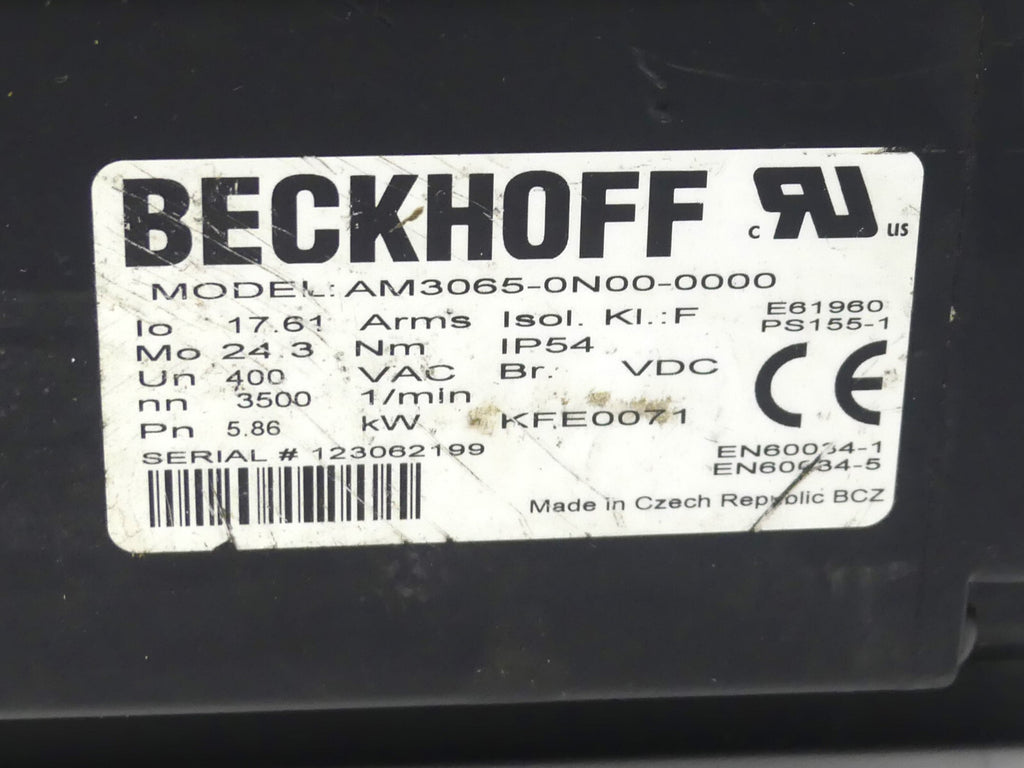 BECKHOFF
c RU us
MODEL: AM3065-0N00-0000
Io 17.61 Arms Isol. Kl.:F E61960
PS155-1
Mo 24.3 Nm IP54
Un 400 VAC Br: VDC CE
nn 3500 1/min
Pn 5.86 kW KFE0071
SERIAL # 123062199
EN60034-1
EN60034-5
Made in Czech Republic BCZ